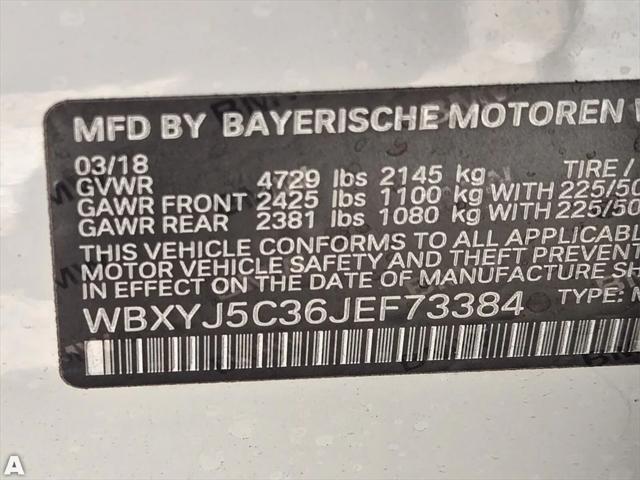 MFD BY BAYERISCHE MOTOREN
03/18
GVWR 4729 lbs 2145 kg TIRE /
GAWR FRONT 2425 lbs 1100 kg WITH 225/50
GAWR REAR 2381 lbs 1080 kg WITH 225/50
THIS VEHICLE CONFORMS TO ALL APPLICABL
MOTOR VEHICLE SAFETY AND THEFT PREVENT
EFFECT ON THE DATE OF MANUFACTURE SH
WBXYJ5C36JEF73384 TYPE:
A